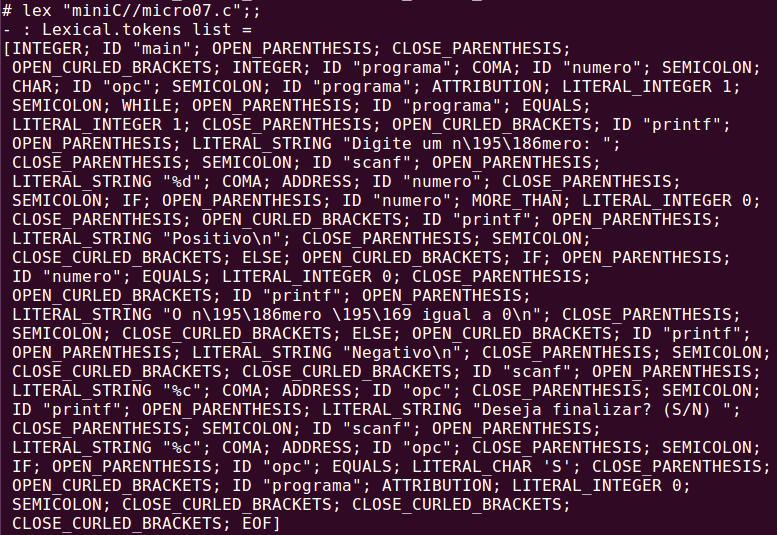 # lex "miniC//micro07.c";;
- : Lexical.tokens list =
[INTEGER; ID "main"; OPEN_PARENTHESIS; CLOSE_PARENTHESIS;
OPEN_CURLED_BRACKETS; INTEGER; ID "programa"; COMA; ID "numero"; SEMICOLON;
CHAR; ID "opc"; SEMICOLON; ID "programa"; ATTRIBUTION; LITERAL_INTEGER 1;
SEMICOLON; WHILE; OPEN_PARENTHESIS; ID "programa"; EQUALS;
LITERAL_INTEGER 1; CLOSE_PARENTHESIS; OPEN_CURLED_BRACKETS; ID "printf";
OPEN_PARENTHESIS; LITERAL_STRING "Digite um n\195\186mero: ";
CLOSE_PARENTHESIS; SEMICOLON; ID "scanf"; OPEN_PARENTHESIS;
LITERAL_STRING "%d"; COMA; ADDRESS; ID "numero"; CLOSE_PARENTHESIS;
SEMICOLON; IF; OPEN_PARENTHESIS; ID "numero"; MORE_THAN; LITERAL_INTEGER 0;
CLOSE_PARENTHESIS; OPEN_CURLED_BRACKETS; ID "printf"; OPEN_PARENTHESIS;
LITERAL_STRING "Positivo\n"; CLOSE_PARENTHESIS; SEMICOLON;
CLOSE_CURLED_BRACKETS; ELSE; OPEN_CURLED_BRACKETS; IF; OPEN_PARENTHESIS;
ID "numero"; EQUALS; LITERAL_INTEGER 0; CLOSE_PARENTHESIS;
OPEN_CURLED_BRACKETS; ID "printf"; OPEN_PARENTHESIS;
LITERAL_STRING "O n\195\186mero \195\169 igual a 0\n"; CLOSE_PARENTHESIS;
SEMICOLON; CLOSE_CURLED_BRACKETS; ELSE; OPEN_CURLED_BRACKETS; ID "printf";
OPEN_PARENTHESIS; LITERAL_STRING "Negativo\n"; CLOSE_PARENTHESIS; SEMICOLON;
CLOSE_CURLED_BRACKETS; CLOSE_CURLED_BRACKETS; ID "scanf"; OPEN_PARENTHESIS;
LITERAL_STRING "%c"; COMA; ADDRESS; ID "opc"; CLOSE_PARENTHESIS; SEMICOLON;
ID "printf"; OPEN_PARENTHESIS; LITERAL_STRING "Deseja finalizar? (S/N) ";
CLOSE_PARENTHESIS; SEMICOLON; ID "scanf"; OPEN_PARENTHESIS;
LITERAL_STRING "%c"; COMA; ADDRESS; ID "opc"; CLOSE_PARENTHESIS; SEMICOLON;
IF; OPEN_PARENTHESIS; ID "opc"; EQUALS; LITERAL_CHAR 'S'; CLOSE_PARENTHESIS;
OPEN_CURLED_BRACKETS; ID "programa"; ATTRIBUTION; LITERAL_INTEGER 0;
SEMICOLON; CLOSE_CURLED_BRACKETS; CLOSE_CURLED_BRACKETS;
CLOSE_CURLED_BRACKETS; EOF]